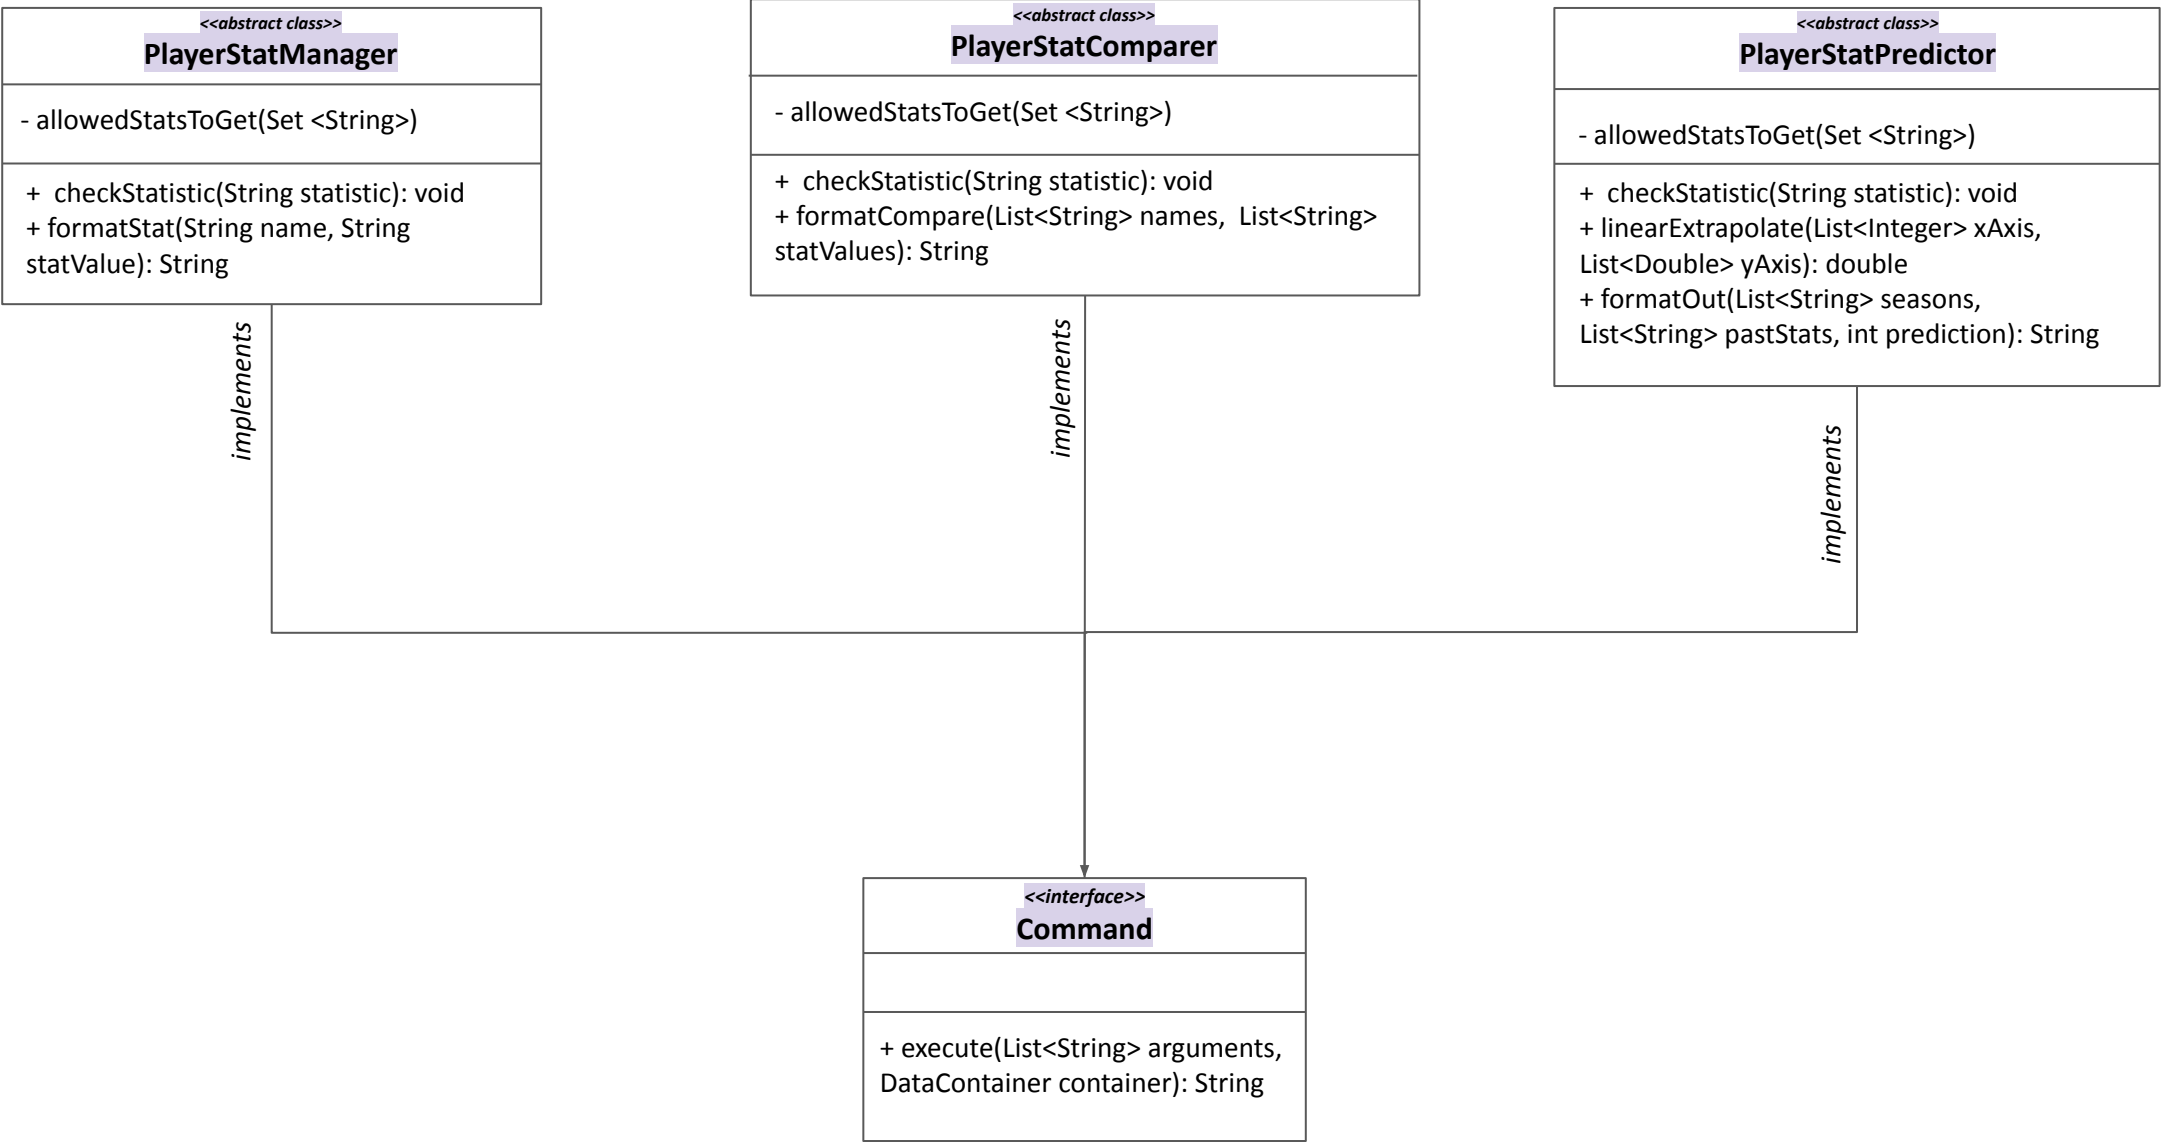 <<abstract class>>
PlayerStatManager
- allowedStatsToGet(Set <String>)
+  checkStatistic(String statistic): void
+ formatStat(String name, String
statValue): String
implements
<<abstract class>>
PlayerStatComparer
- allowedStatsToGet(Set <String>)
+  checkStatistic(String statistic): void
+ formatCompare(List<String> names,  List<String>
statValues): String
implements
<<abstract class>>
PlayerStatPredictor
- allowedStatsToGet(Set <String>)
+  checkStatistic(String statistic): void
+ linearExtrapolate(List<Integer> xAxis,
List<Double> yAxis): double
+ formatOut(List<String> seasons,
List<String> pastStats, int prediction): String
implements
<<interface>>
Command
+ execute(List<String> arguments,
DataContainer container): String